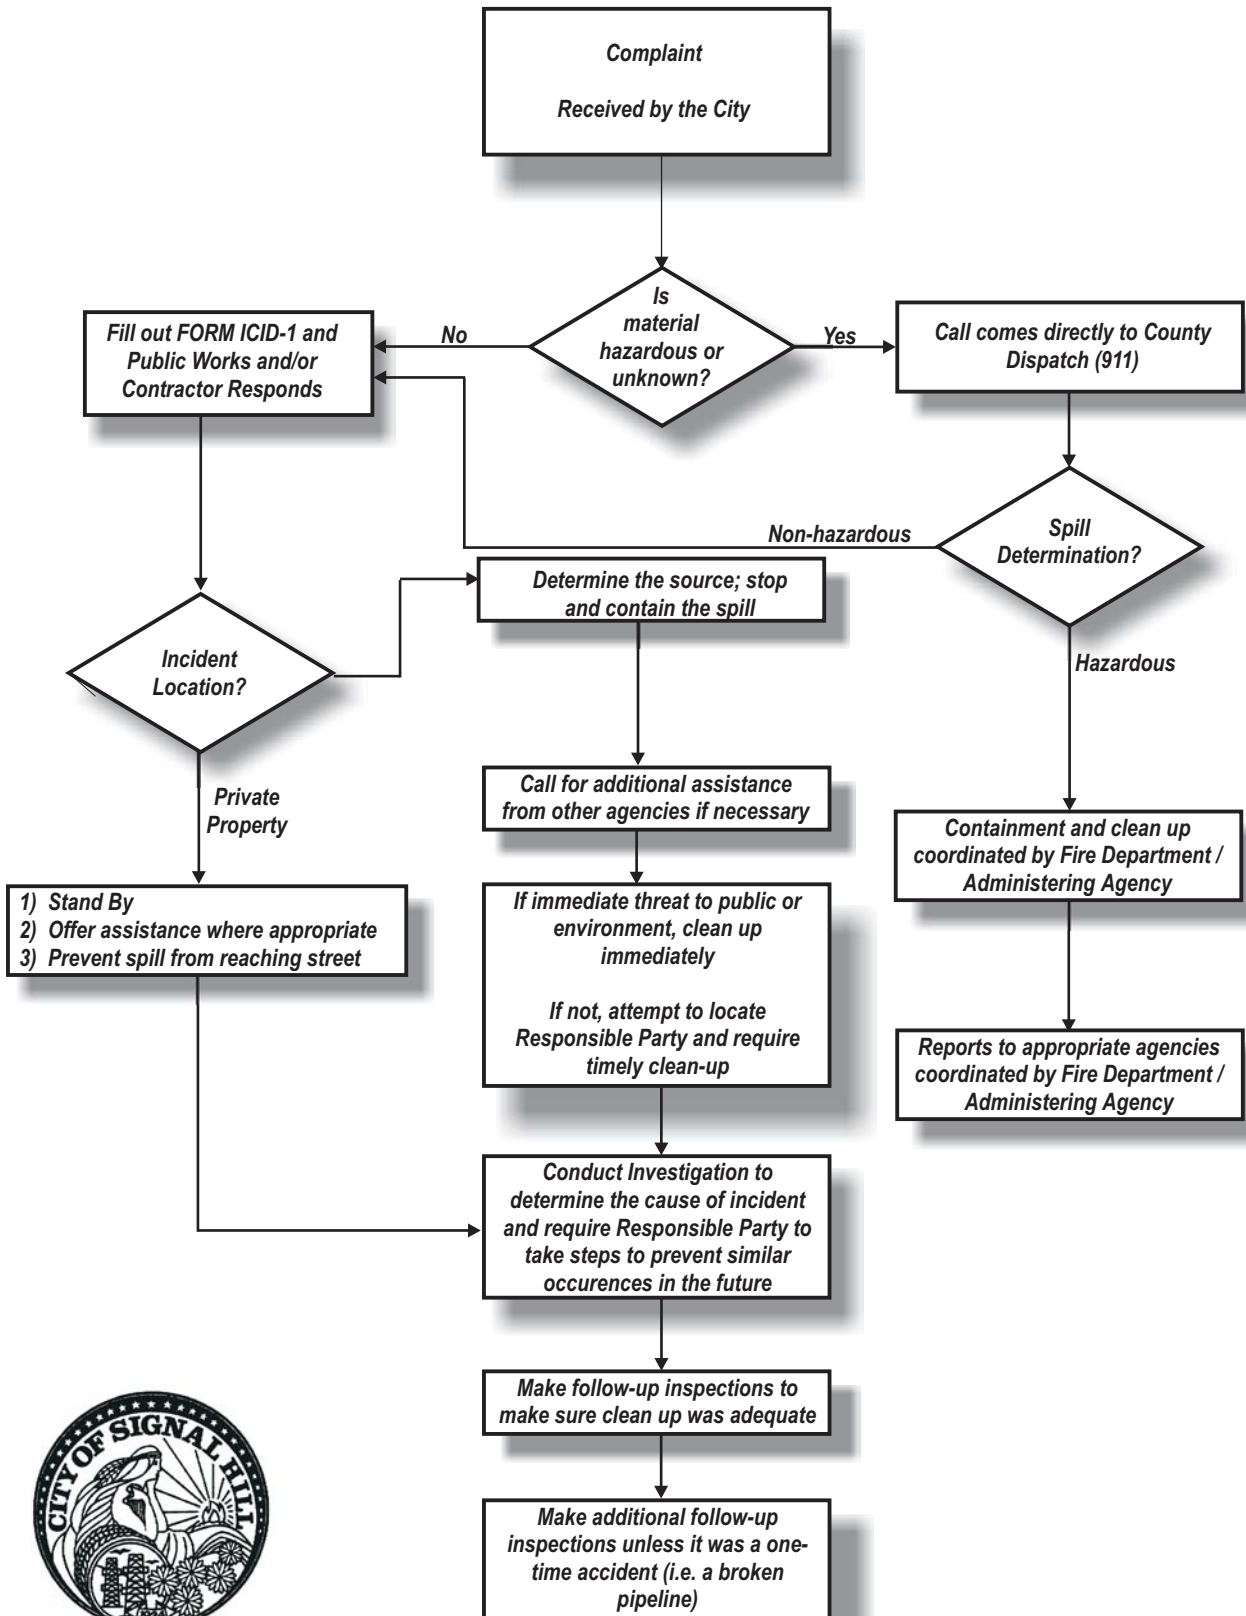 Complaint
Received by the City
Is
material
hazardous or
unknown?
No
Yes
Fill out FORM ICID-1 and
Public Works and/or
Contractor Responds
Call comes directly to County
Dispatch (911)
Spill
Determination?
Non-hazardous
Hazardous
Determine the source; stop
and contain the spill
Incident
Location?
Private
Property
Call for additional assistance
from other agencies if necessary
Containment and clean up
coordinated by Fire Department /
Administering Agency
1) Stand By
2) Offer assistance where appropriate
3) Prevent spill from reaching street
If immediate threat to public or
environment, clean up
immediately
If not, attempt to locate
Responsible Party and require
timely clean-up
Reports to appropriate agencies
coordinated by Fire Department /
Administering Agency
Conduct Investigation to
determine the cause of incident
and require Responsible Party to
take steps to prevent similar
occurences in the future
Make follow-up inspections to
make sure clean up was adequate
Make additional follow-up
inspections unless it was a one-
time accident (i.e. a broken
pipeline)
CITY OF SIGNAL HILL